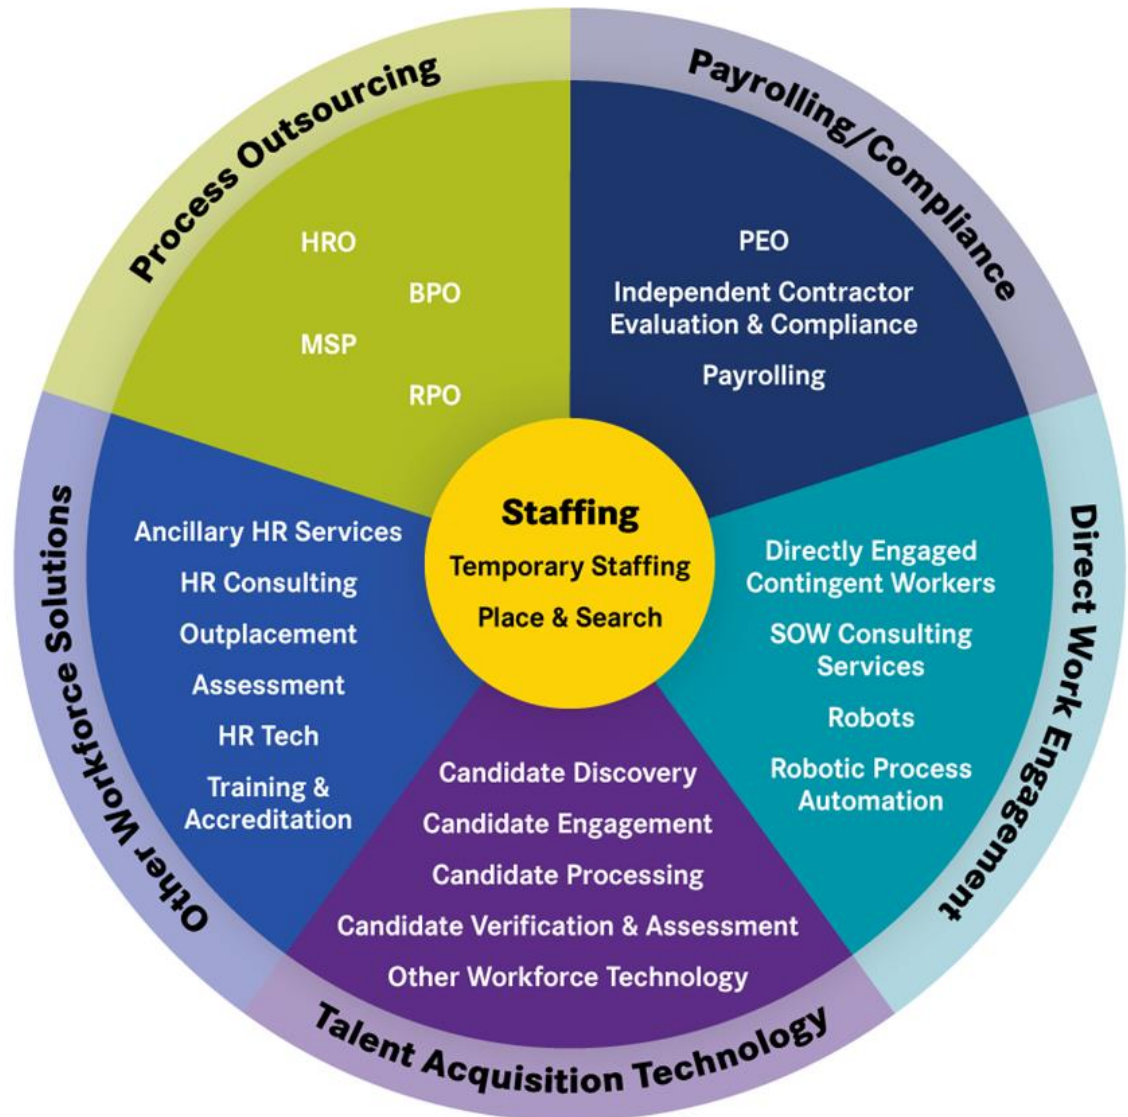 Process Outsourcing
HRO
BPO
MSP
RPO
Payrolling/Compliance
PEO
Independent Contractor
Evaluation & Compliance
Payrolling
Direct Work Engagement
Directly Engaged
Contingent Workers
SOW Consulting
Services
Robots
Robotic Process
Automation
Talent Acquisition Technology
Candidate Discovery
Candidate Engagement
Candidate Processing
Candidate Verification & Assessment
Other Workforce Technology
Other Workforce Solutions
Ancillary HR Services
HR Consulting
Outplacement
Assessment
HR Tech
Training &
Accreditation
Staffing
Temporary Staffing
Place & Search